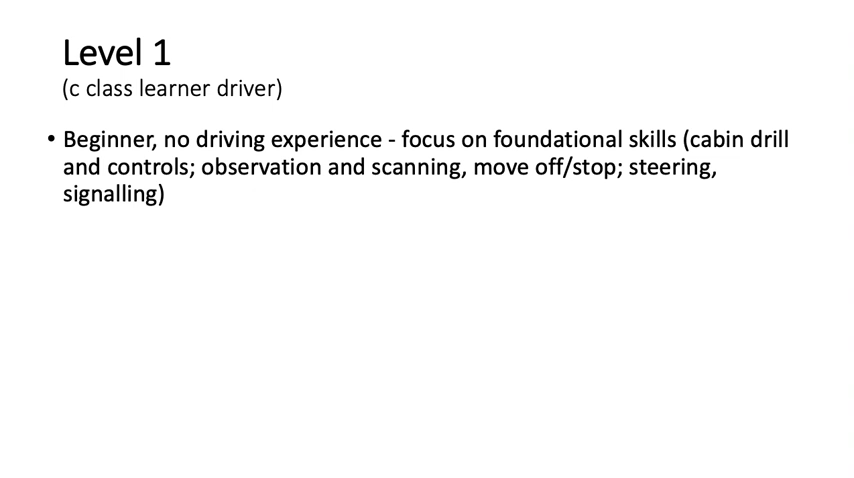 Level 1
(c class learner driver)
• Beginner, no driving experience - focus on foundational skills (cabin drill
and controls; observation and scanning, move off/stop; steering,
signalling)